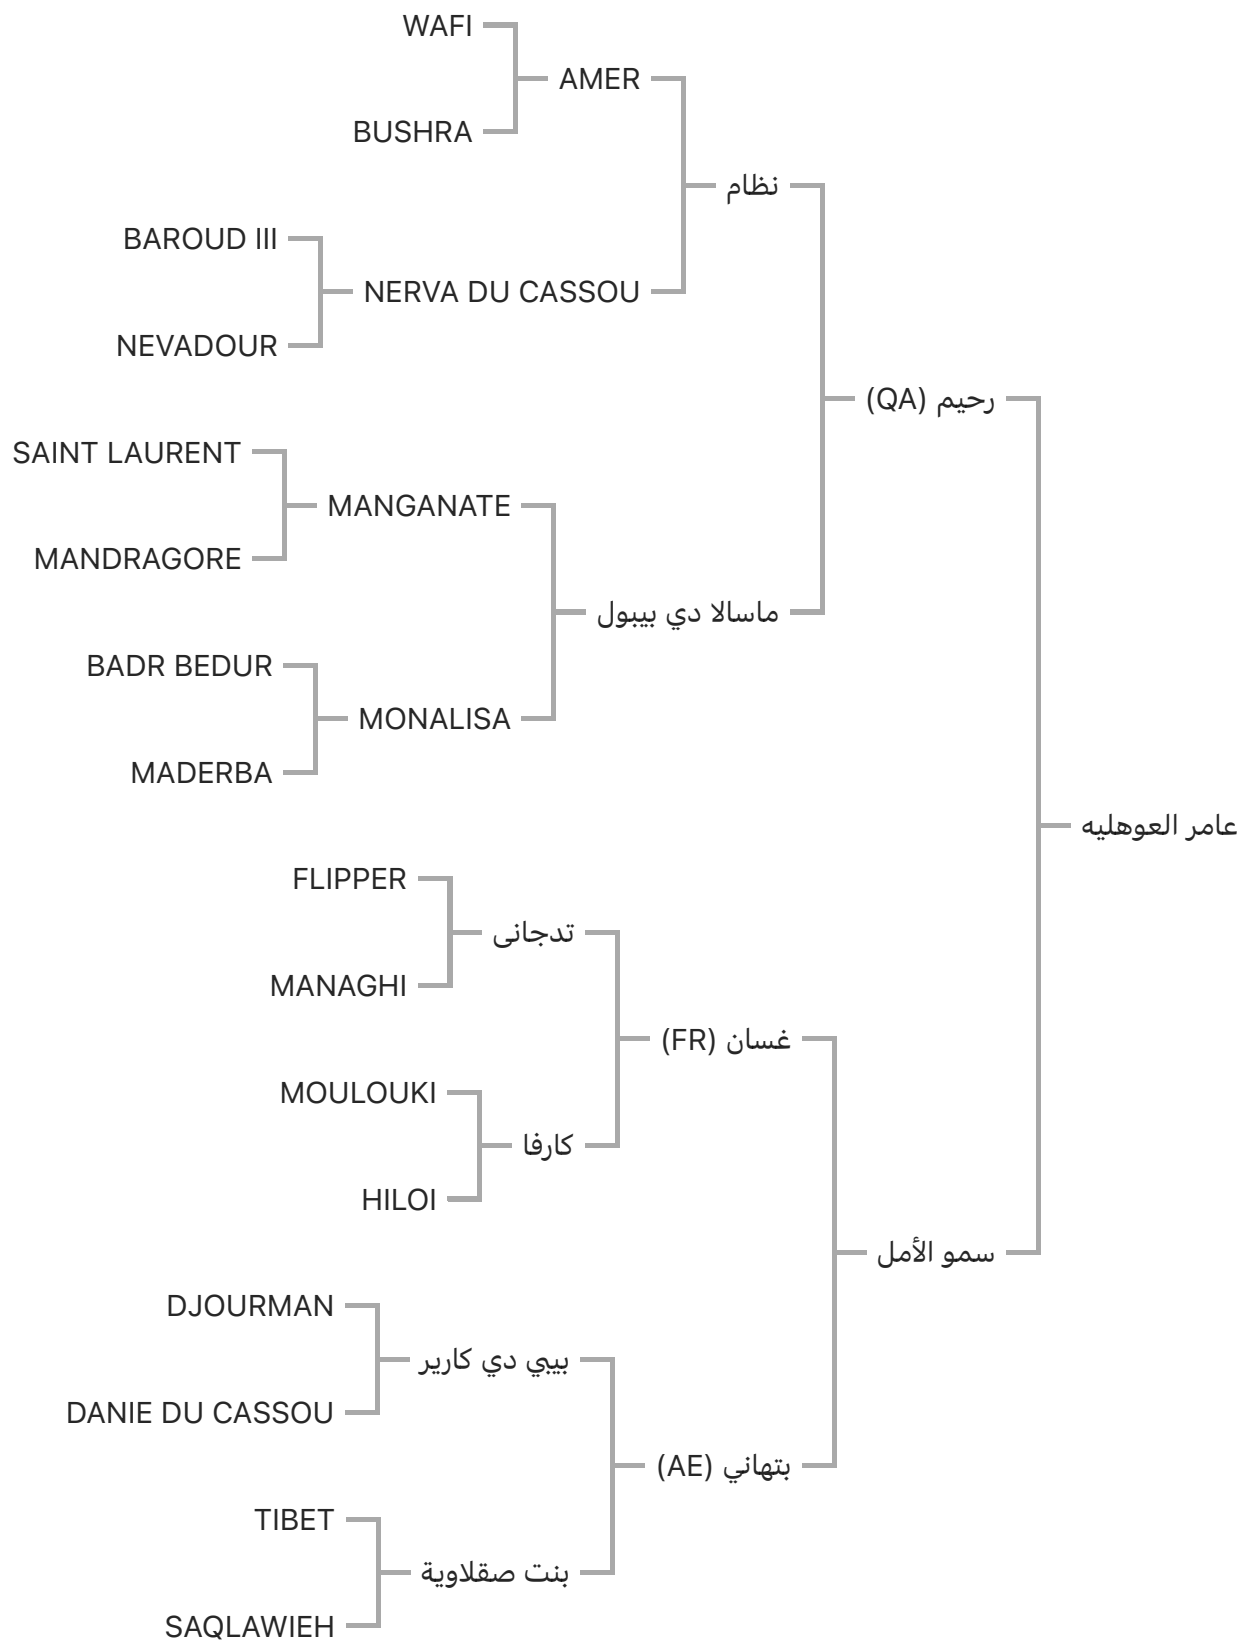 WAFI
AMER
BUSHRA
نظام
BAROUD III
NERVA DU CASSOU
NEVADOUR
رحيم (QA)
SAINT LAURENT
MANGANATE
MANDRAGORE
ماسالا دي بيبول
BADR BEDUR
MONALISA
MADERBA
عامر العوهليه
FLIPPER
تدجانى
MANAGHI
غسان (FR)
MOULOUKI
كارفا
HILOI
سمو الأمل
DJOURMAN
بيبي دي كارير
DANIE DU CASSOU
بتهاني (AE)
TIBET
بنت صقلاوية
SAQLAWIEH